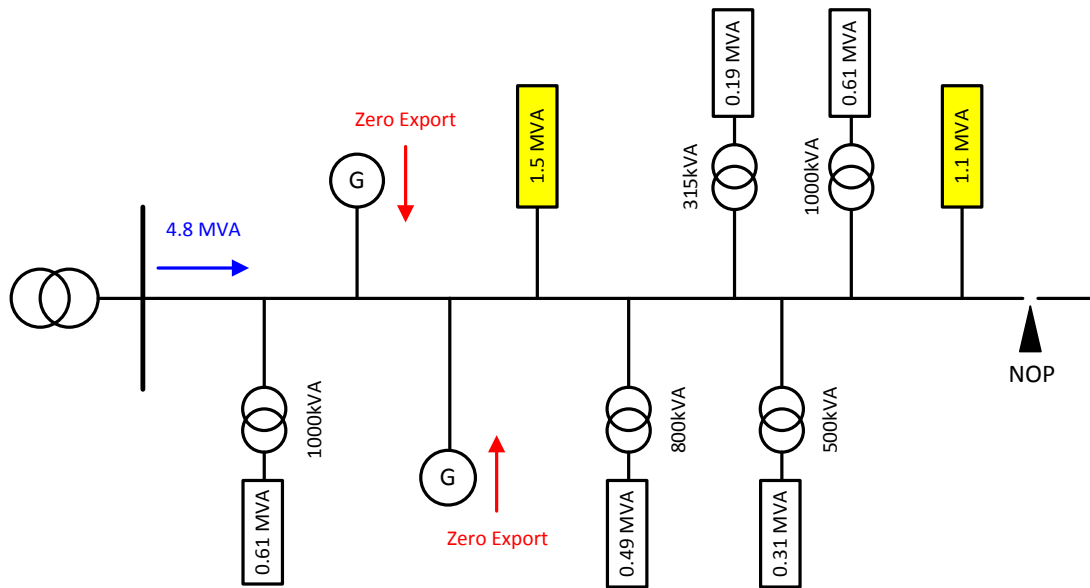 0.19 MVA
0.61 MVA
Zero Export
1.5 MVA
1.1 MVA
315kVA
1000kVA
G
4.8 MVA
NOP
1000kVA
800kVA
500kVA
G
0.61 MVA
Zero Export
0.49 MVA
0.31 MVA